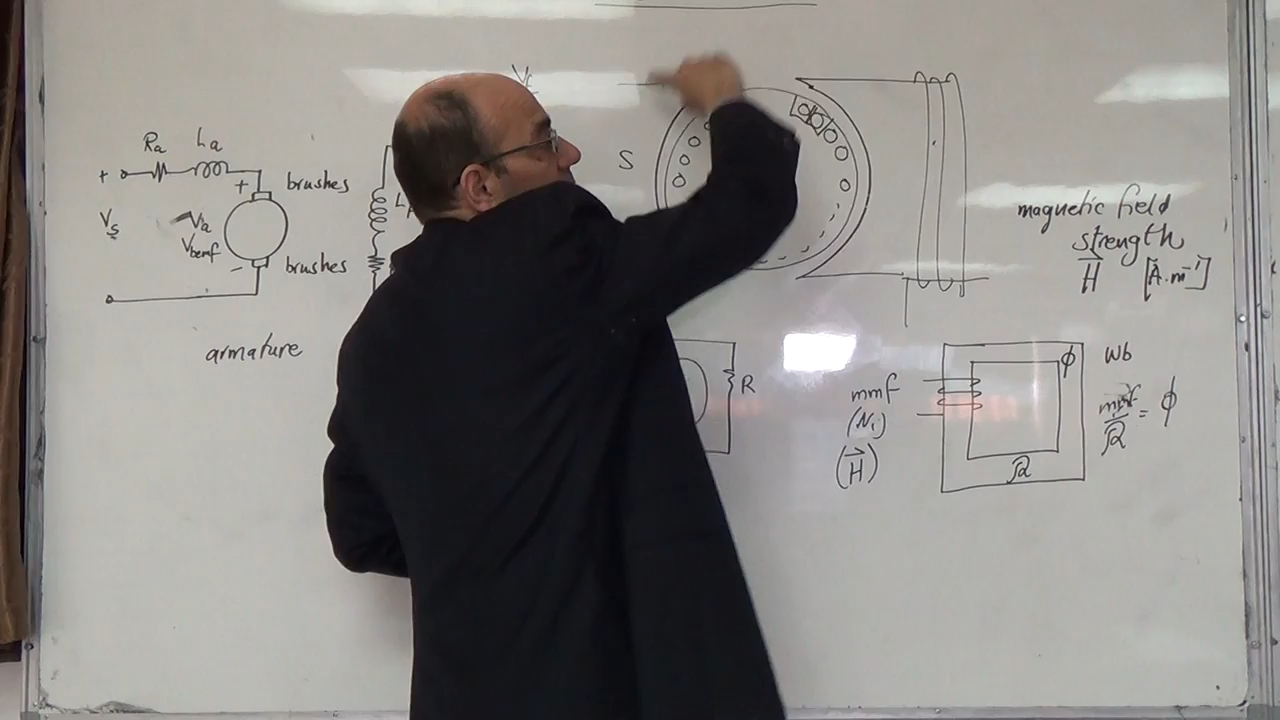 Ra La
+
+
brushes
Vs
Va
Vbemf
-
brushes
armature
S
magnetic field
strength
H [A.m⁻¹]
R
mmf
(Ni)
(H)
ϕ
ℛ
Wb
mmf/ℛ = ϕ